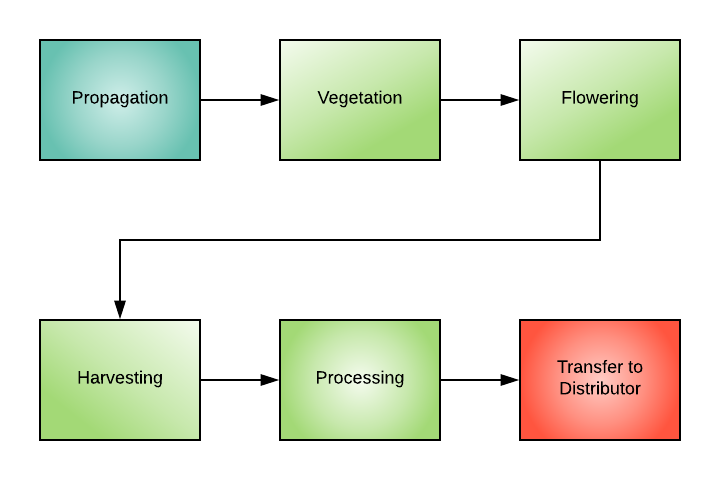 Propagation
Vegetation
Flowering
Harvesting
Processing
Transfer to
Distributor